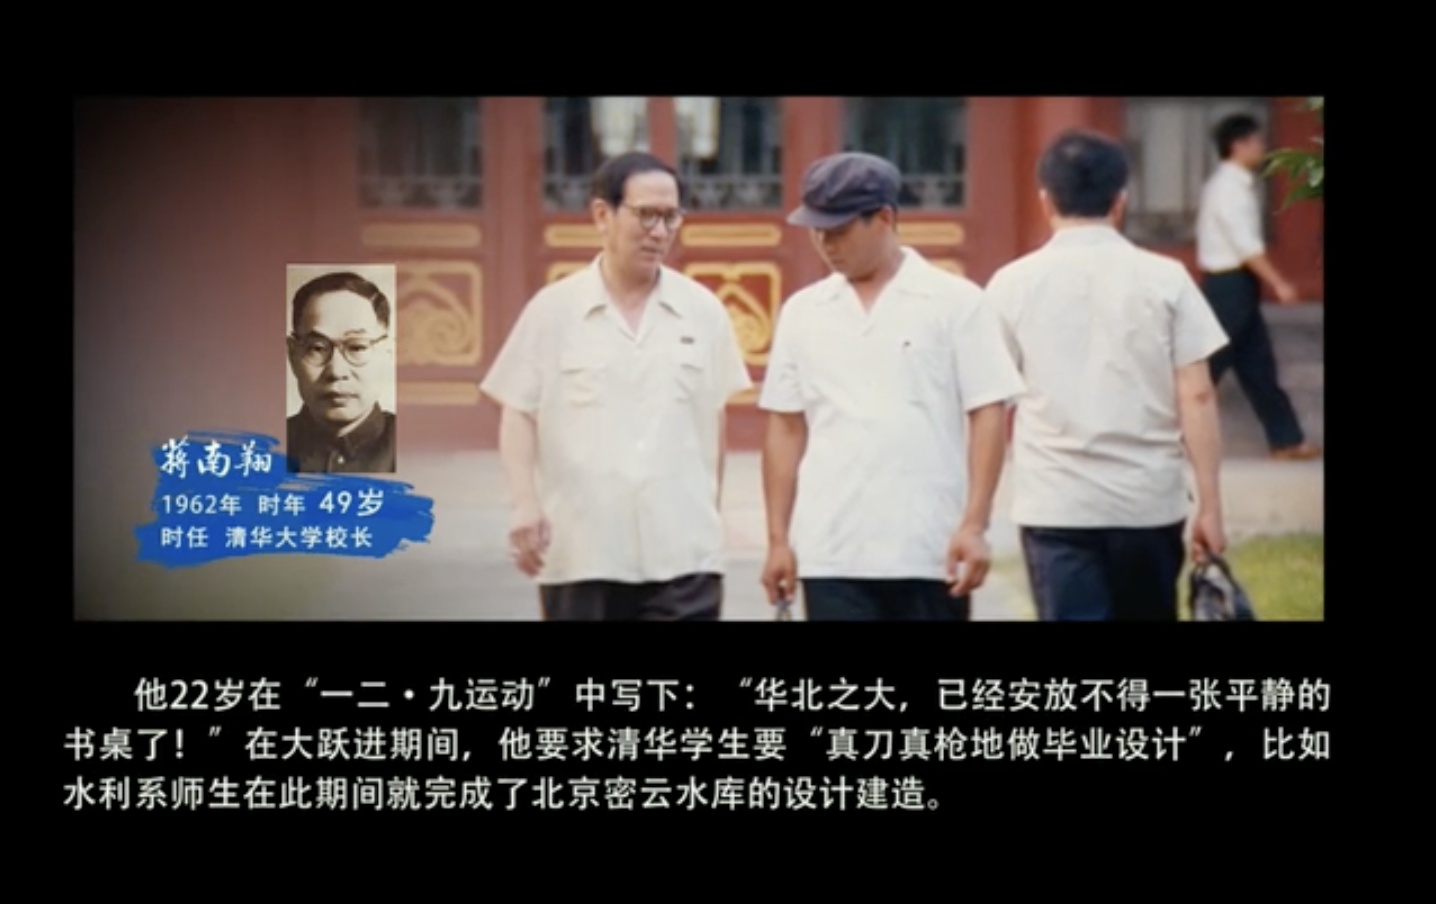 蒋南翔
1962年 时年 49岁
时任 清华大学校长
他22岁在“一二·九运动”中写下：“华北之大，已经安放不得一张平静的
书桌了！”在大跃进期间，他要求清华学生要“真刀真枪地做毕业设计”，比如
水利系师生在此期间就完成了北京密云水库的设计建造。